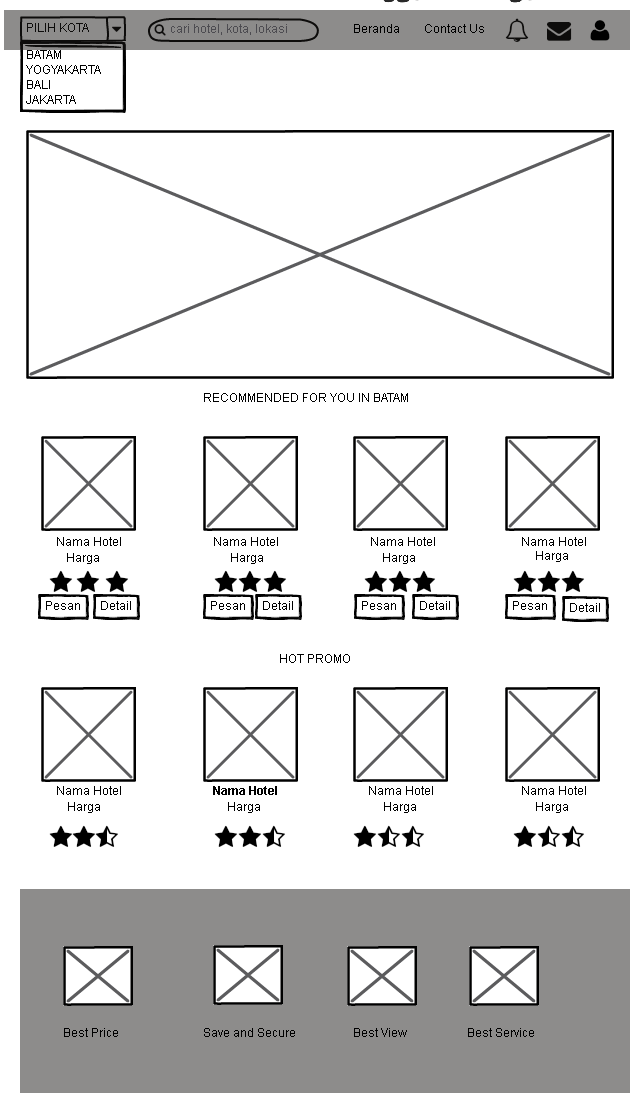 PILIH KOTA
cari hotel, kota, lokasi
Beranda
Contact Us
BATAM
YOGYAKARTA
BALI
JAKARTA
RECOMMENDED FOR YOU IN BATAM
Nama Hotel
Harga
Pesan
Detail
Nama Hotel
Harga
Pesan
Detail
Nama Hotel
Harga
Pesan
Detail
Nama Hotel
Harga
Pesan
Detail
HOT PROMO
Nama Hotel
Harga
Nama Hotel
Harga
Nama Hotel
Harga
Nama Hotel
Harga
Best Price
Save and Secure
Best View
Best Service